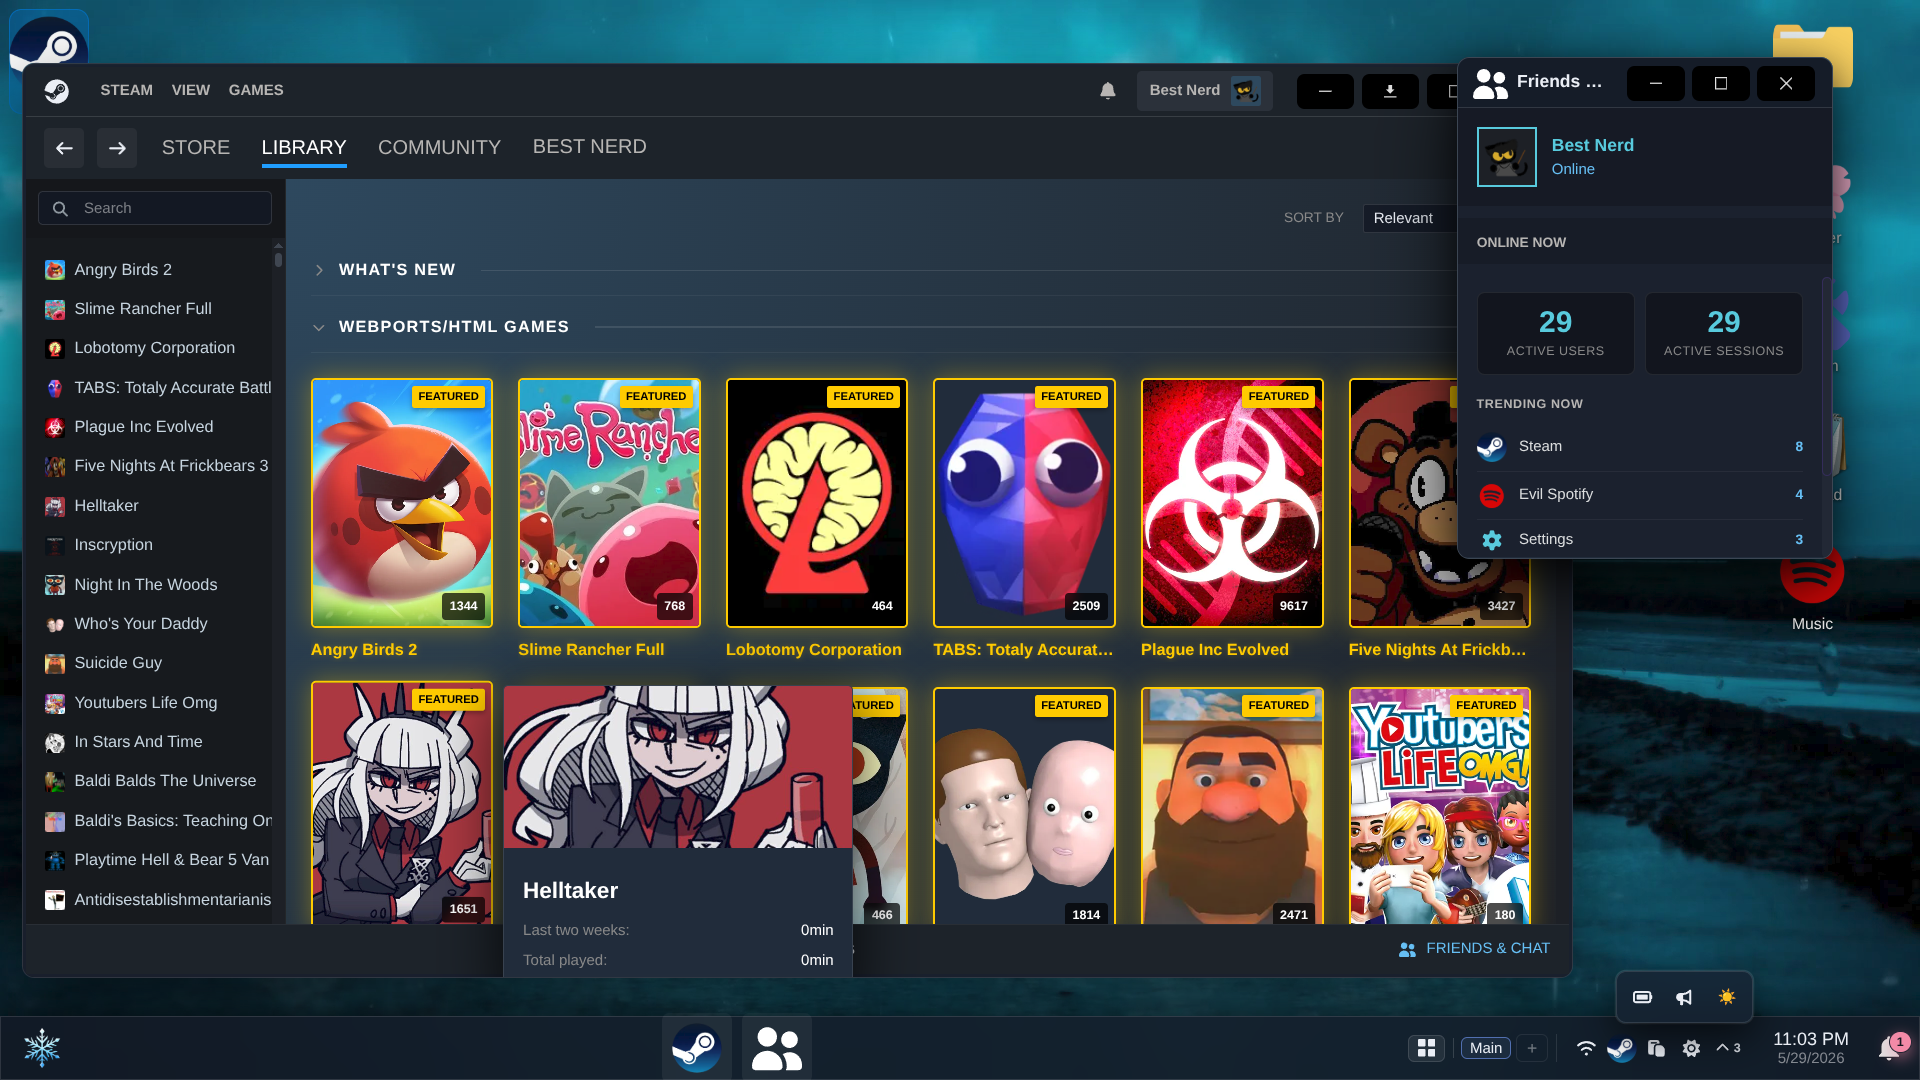 STEAM VIEW GAMES
Best Nerd
STORE LIBRARY COMMUNITY BEST NERD
Search
Angry Birds 2
Slime Rancher Full
Lobotomy Corporation
TABS: Totaly Accurate Battl
Plague Inc Evolved
Five Nights At Frickbears 3
Helltaker
Inscryption
Night In The Woods
Who's Your Daddy
Suicide Guy
Youtubers Life Omg
In Stars And Time
Baldi Balds The Universe
Baldi's Basics: Teaching On
Playtime Hell & Bear 5 Van
Antidisestablishmentarianis
SORT BY Relevant
WHAT'S NEW
WEBPORTS/HTML GAMES
FEATURED FEATURED FEATURED FEATURED FEATURED
Slime Ranche
1344 768 464 2509 9617 3427
Angry Birds 2 Slime Rancher Full Lobotomy Corporation TABS: Totaly Accurat... Plague Inc Evolved Five Nights At Frickb...
FEATURED ATURED FEATURED FEATURED FEATURED
Youtubers
LiFE OMG!
1651 466 1814 2471 180
Helltaker
Last two weeks: 0min
Total played: 0min
FRIENDS & CHAT
Friends ...
Best Nerd
Online
ONLINE NOW
29 29
ACTIVE USERS ACTIVE SESSIONS
TRENDING NOW
Steam 8
Evil Spotify 4
Settings 3
Music
Main +
3
11:03 PM
5/29/2026
1